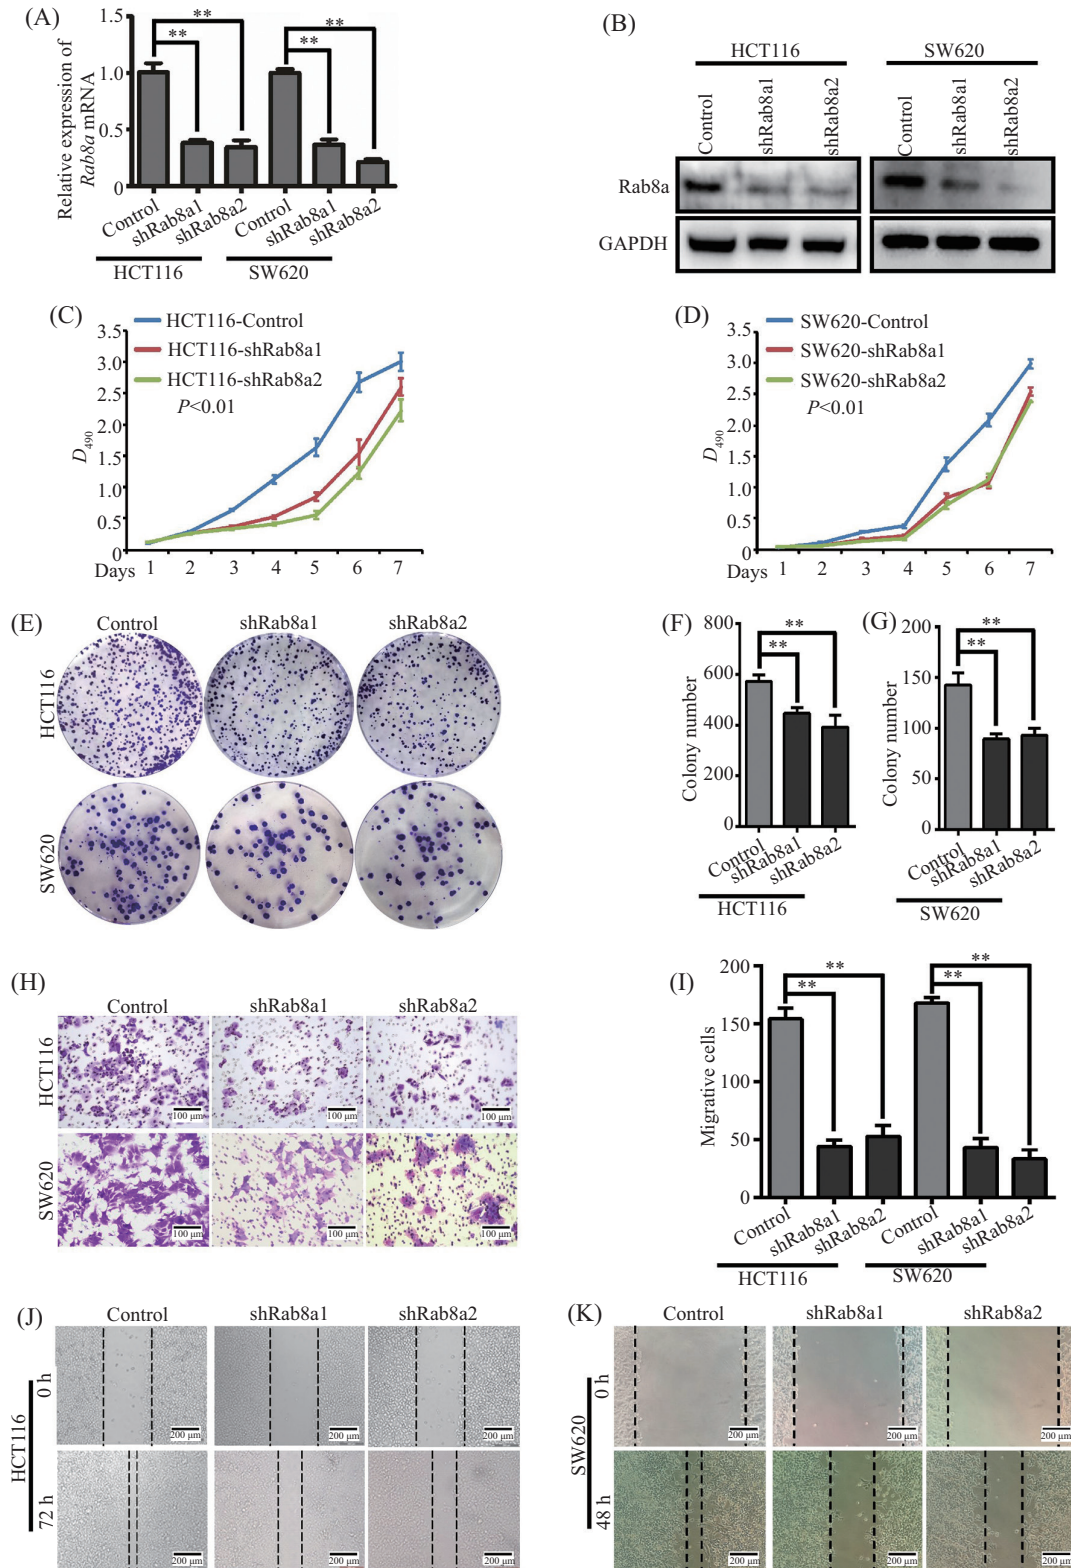 (A)
Relative expression of
Rab8a mRNA
1.5
1.0
0.5
0
**
**
**
**
Control
shRab8a1
shRab8a2
Control
shRab8a1
shRab8a2
HCT116
SW620
(B)
HCT116
SW620
Control
shRab8a1
shRab8a2
Control
shRab8a1
shRab8a2
Rab8a
GAPDH
(C)
HCT116-Control
HCT116-shRab8a1
HCT116-shRab8a2
P<0.01
3.5
3.0
2.5
2.0
1.5
1.0
0.5
0
D490
Days 1 2 3 4 5 6 7
(D)
SW620-Control
SW620-shRab8a1
SW620-shRab8a2
P<0.01
3.5
3.0
2.5
2.0
1.5
1.0
0.5
0
D490
Days 1 2 3 4 5 6 7
(E)
Control shRab8a1 shRab8a2
HCT116
SW620
(F)
800
600
400
600
0
Colony number
**
**
Control
shRab8a1
shRab8a2
HCT116
(G)
200
150
100
50
0
Colony number
**
**
Control
shRab8a1
shRab8a2
SW620
(H)
Control shRab8a1 shRab8a2
HCT116
100 μm 100 μm 100 μm
SW620
100 μm 100 μm 100 μm
(I)
200
150
100
50
0
Migrative cells
**
**
**
**
Control
shRab8a1
shRab8a2
Control
shRab8a1
shRab8a2
HCT116
SW620
(J)
Control shRab8a1 shRab8a2
HCT116
0 h
200 μm 200 μm 200 μm
72 h
200 μm 200 μm 200 μm
(K)
Control shRab8a1 shRab8a2
SW620
0 h
200 μm 200 μm 200 μm
48 h
200 μm 200 μm 200 μm